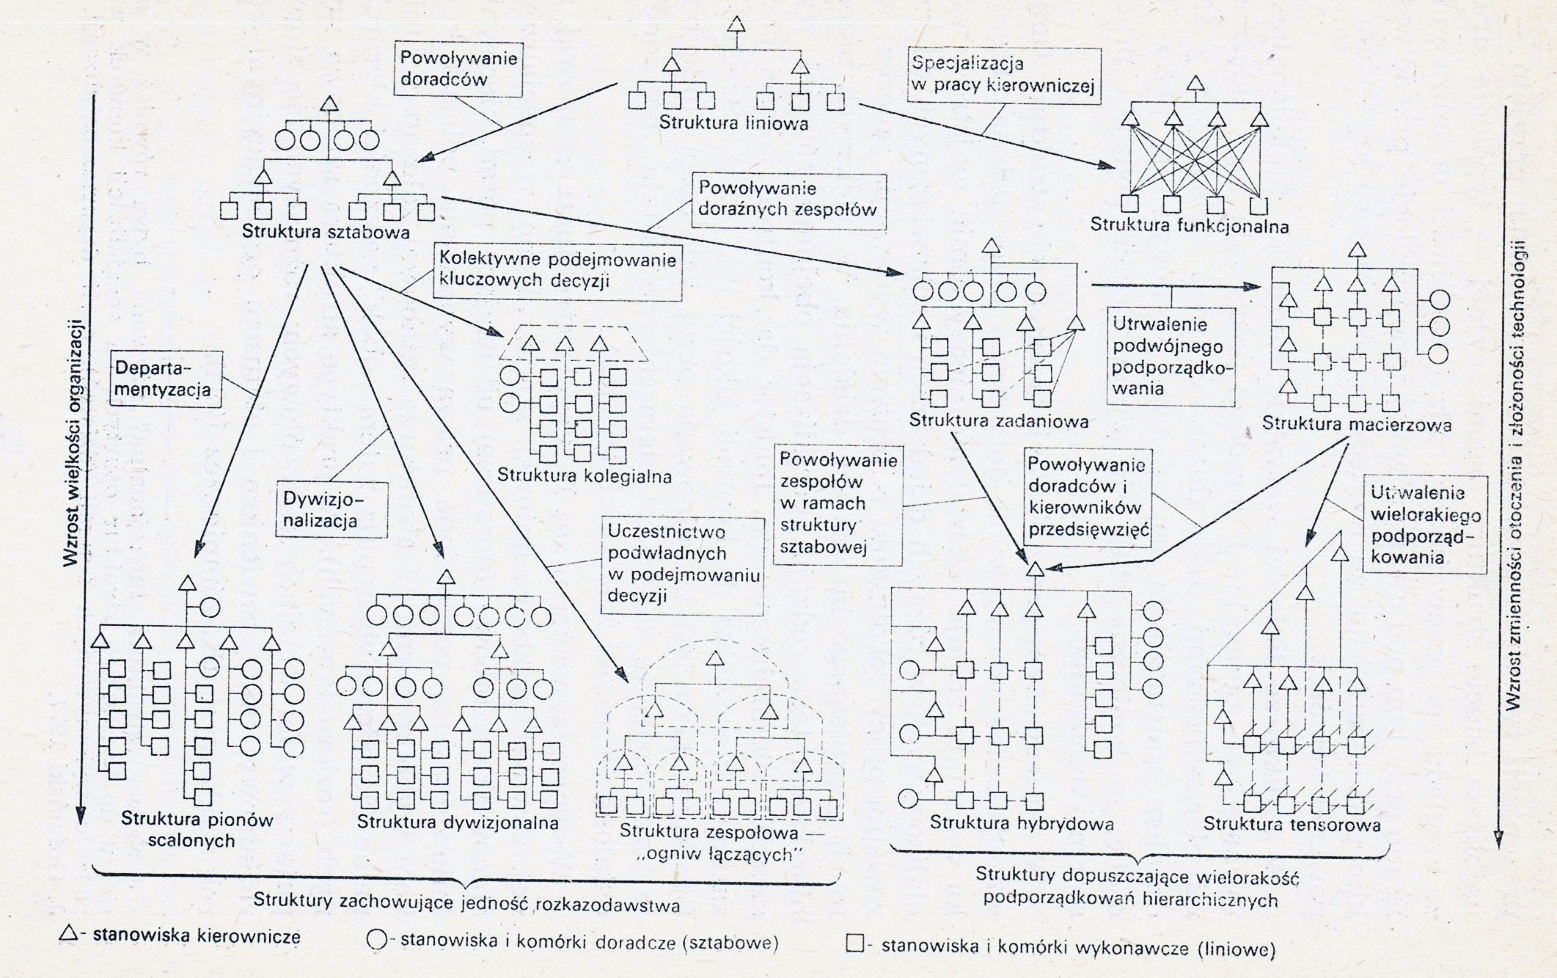 Powoływanie
doradców
Specjalizacja
w pracy kierowniczej
Struktura liniowa
Struktura sztabowa
Powoływanie
doraźnych zespołów
Struktura funkcjonalna
Kolektywne podejmowanie
kluczowych decyzji
Wzrost wielkości organizacji
Wzrost zmienności otoczenia i złożoności technologii
Departa-
mentyzacja
Utrwalenie
podwójnego
podporządko-
wania
Struktura zadaniowa
Struktura macierzowa
Struktura kolegialna
Dywizjo-
nalizacja
Powoływanie
zespołów
w ramach
struktury
sztabowej
Powoływanie
doradców i
kierowników
przedsięwzięć
Utrwalenie
wielorakiego
podporząd-
kowania
Uczestnictwo
podwładnych
w podejmowaniu
decyzji
Struktura pionów
scalonych
Struktura dywizjonalna
Struktura zespołowa —
„ogniw łączących”
Struktura hybrydowa
Struktura tensorowa
Struktury zachowujące jedność rozkazodawstwa
Struktury dopuszczające wielorakość
podporządkowań hierarchicznych
- stanowiska kierownicze
- stanowiska i komórki doradcze (sztabowe)
- stanowiska i komórki wykonawcze (liniowe)